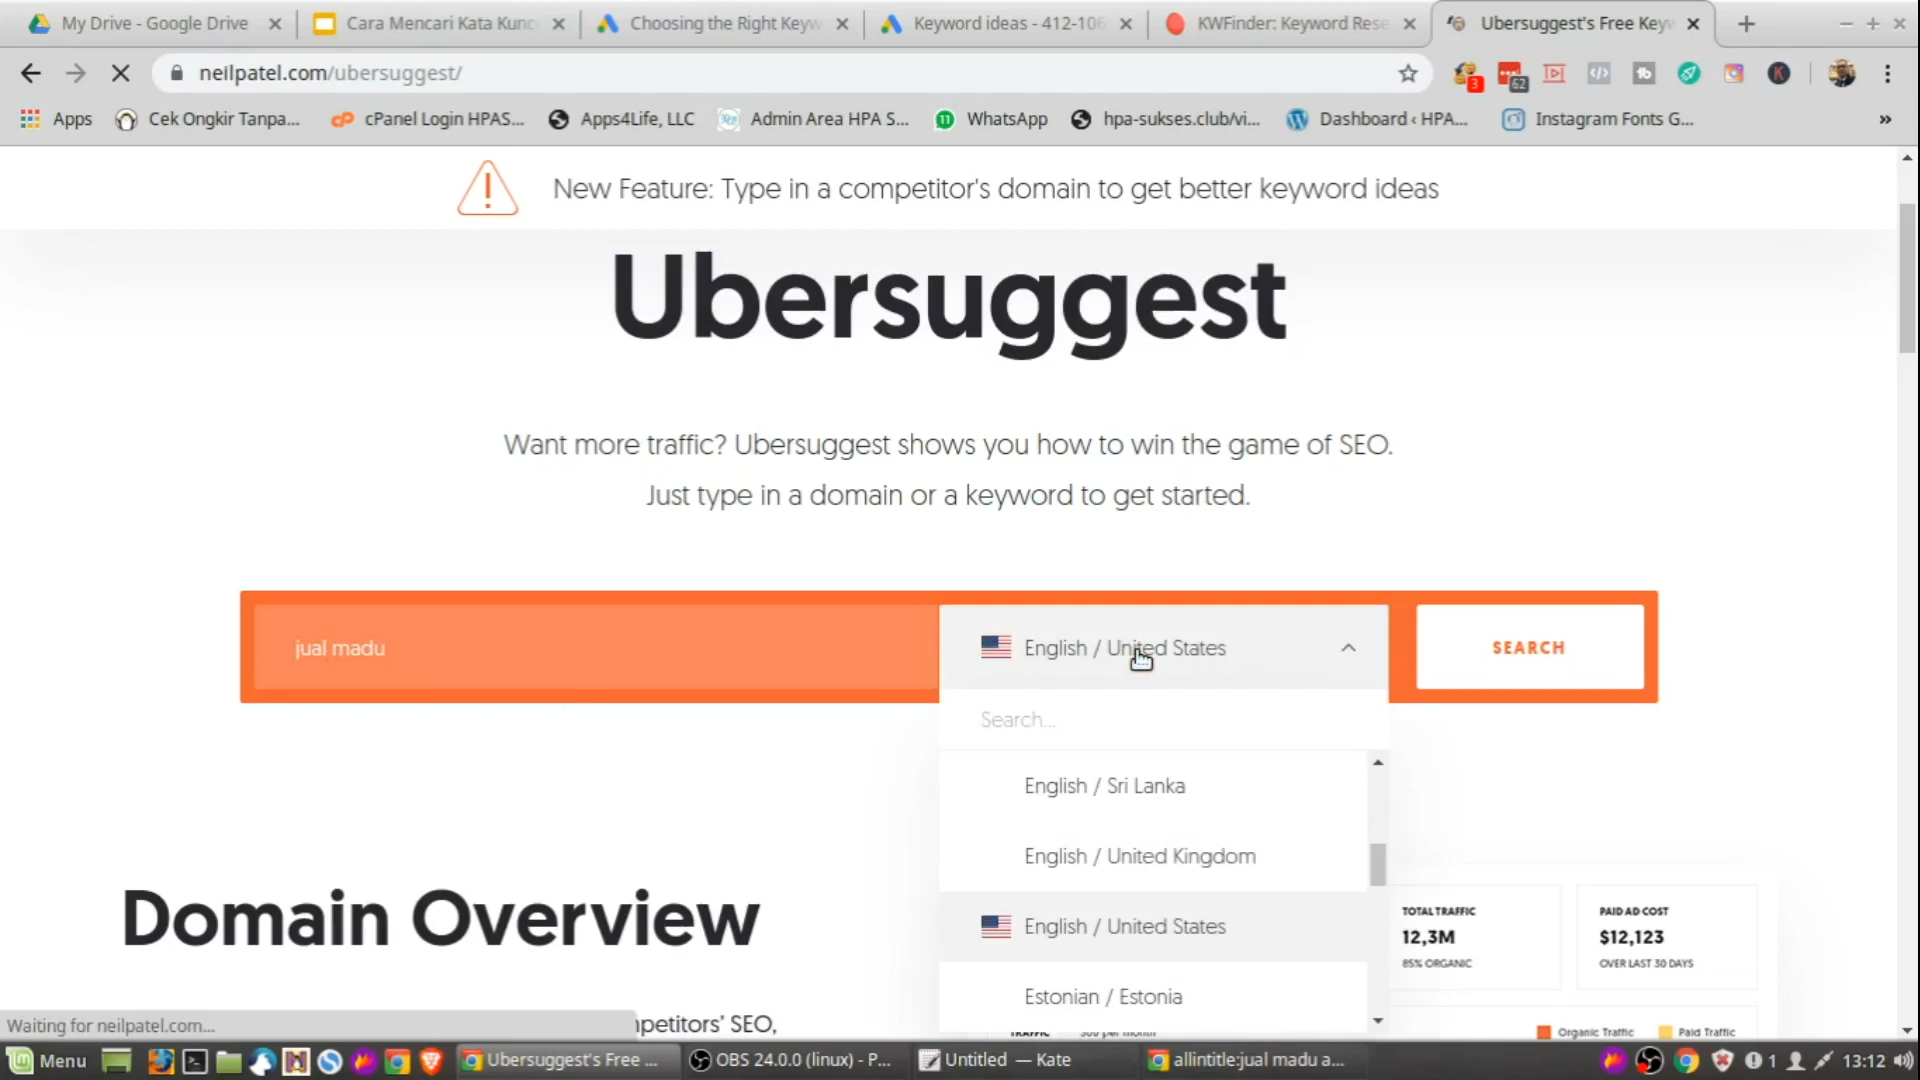 My Drive - Google Drive
Cara Mencari Kata Kunc
Choosing the Right Keyw
Keyword ideas - 412-106
KWFinder: Keyword Rese
Ubersuggest's Free Keyw
neilpatel.com/ubersuggest/
3
62
Apps
Cek Ongkir Tanpa...
cPanel Login HPAS...
Apps4Life, LLC
Admin Area HPA S...
11
WhatsApp
hpa-sukses.club/vi...
Dashboard ‹ HPA...
Instagram Fonts G...
»
New Feature: Type in a competitor's domain to get better keyword ideas
Ubersuggest
Want more traffic? Ubersuggest shows you how to win the game of SEO.
Just type in a domain or a keyword to get started.
jual madu
English / United States
SEARCH
Search...
English / Sri Lanka
English / United Kingdom
English / United States
Estonian / Estonia
Domain Overview
TOTAL TRAFFIC
12,3M
85% ORGANIC
PAID AD COST
$12,123
OVER LAST 30 DAYS
npetitors' SEO,
Organic Traffic
Paid Traffic
Waiting for neilpatel.com...
Menu
Ubersuggest's Free ...
OBS 24.0.0 (linux) - P...
Untitled — Kate
allintitle:jual madu a...
1
13:12